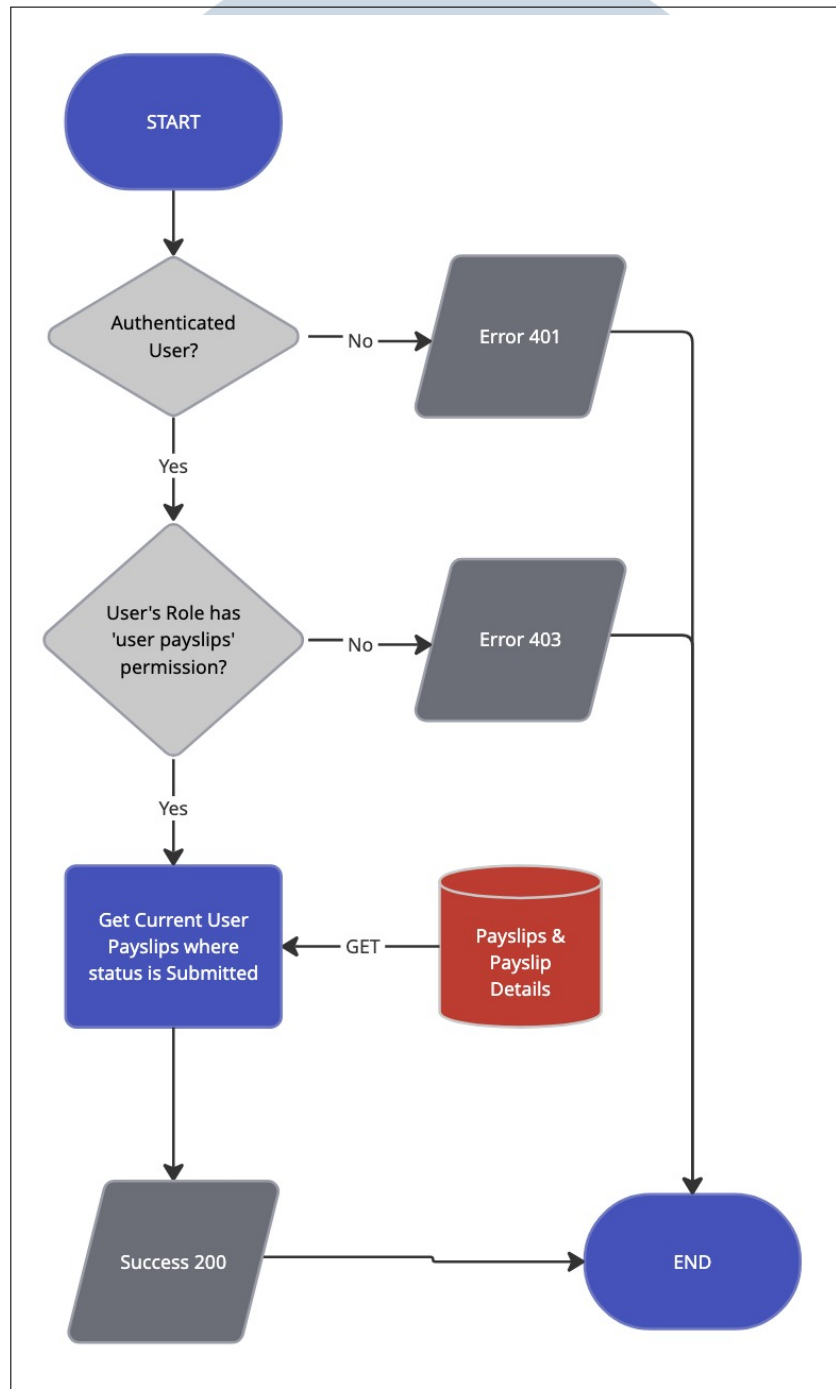 START
Authenticated
User?
No
Error 401
Yes
User's Role has
'user payslips'
permission?
No
Error 403
Yes
Get Current User
Payslips where
status is Submitted
GET
Payslips &
Payslip
Details
Success 200
END